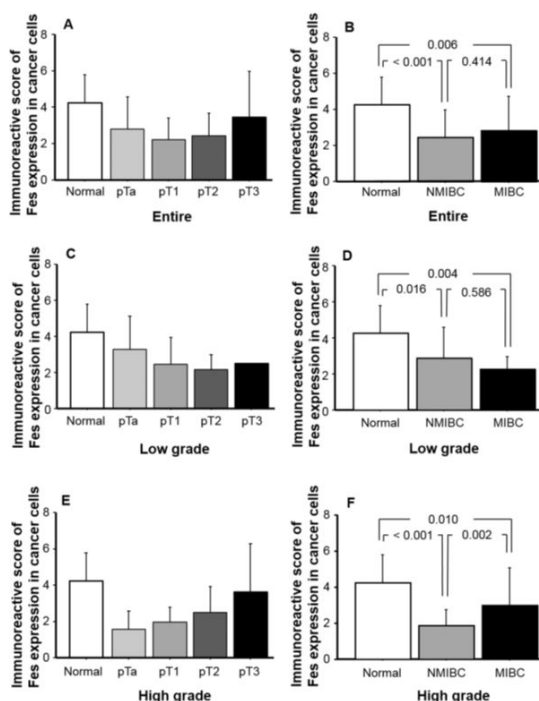 A
Immunoreactive score of
Fes expression in cancer cells
8
6
4
2
0
Normal pTa pT1 pT2 pT3
Entire
B
Immunoreactive score of
Fes expression in cancer cells
8
6
4
2
0
0.006
< 0.001 0.414
Normal NMIBC MIBC
Entire
C
Immunoreactive score of
Fes expression in cancer cells
8
6
4
2
0
Normal pTa pT1 pT2 pT3
Low grade
D
Immunoreactive score of
Fes expression in cancer cells
8
6
4
2
0
0.004
0.016 0.586
Normal NMIBC MIBC
Low grade
E
Immunoreactive score of
Fes expression in cancer cells
8
6
4
2
0
Normal pTa pT1 pT2 pT3
High grade
F
Immunoreactive score of
Fes expression in cancer cells
8
6
4
2
0
0.010
< 0.001 0.002
Normal NMIBC MIBC
High grade